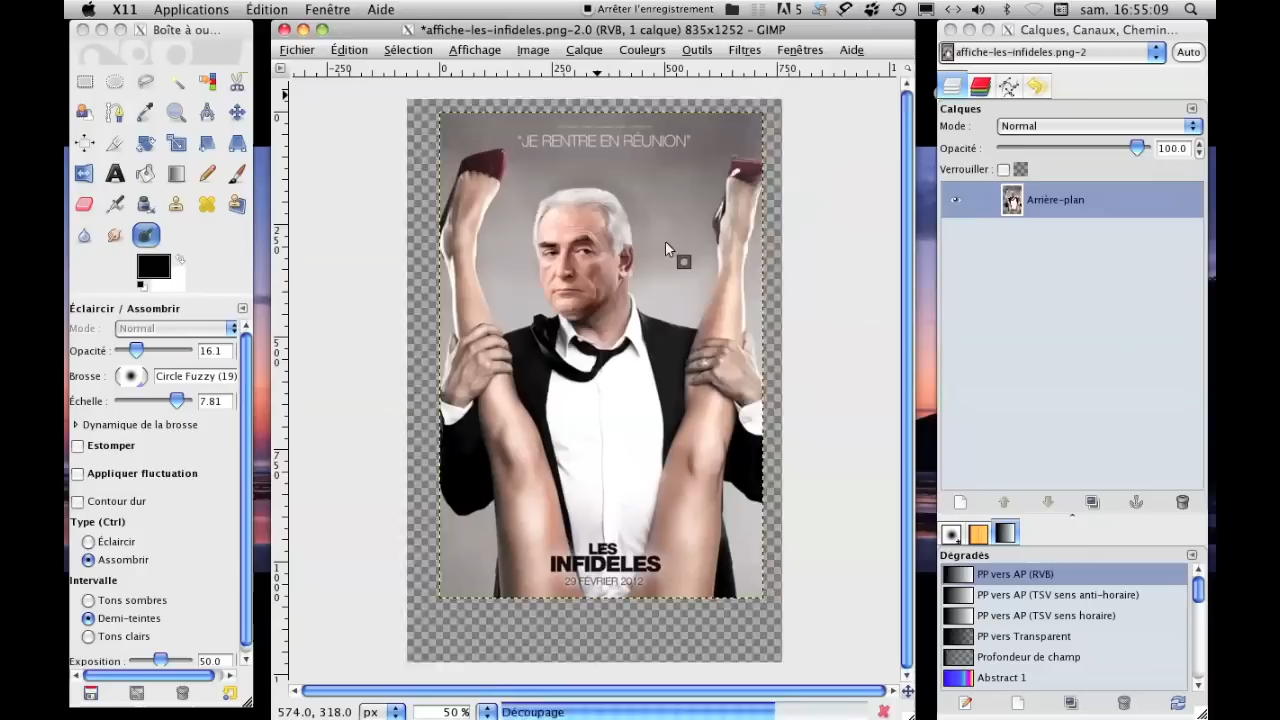 X11 Applications Édition Fenêtre Aide Arrêter l'enregistrement 5 sam. 16:55:09
Boîte à ou...
*affiche-les-infideles.png-2.0 (RVB, 1 calque) 835x1252 – GIMP
Calques, Canaux, Chemin...
Fichier Édition Sélection Affichage Image Calque Couleurs Outils Filtres Fenêtres Aide
affiche-les-infideles.png-2 Auto
-250 0 250 500 750 1
Calques
Mode : Normal
Opacité : 100.0
Verrouiller :
Arrière-plan
0
250
500
750
1000
"JE RENTRE EN RÉUNION"
LES
INFIDELES
29 FÉVRIER 2012
Éclaircir / Assombrir
Mode : Normal
Opacité : 16.1
Brosse : Circle Fuzzy (19)
Échelle : 7.81
Dynamique de la brosse
Estomper
Appliquer fluctuation
Contour dur
Type (Ctrl)
Éclaircir
Assombrir
Intervalle
Tons sombres
Demi-teintes
Tons clairs
Exposition : 50.0
Dégradés
PP vers AP (RVB)
PP vers AP (TSV sens anti-horaire)
PP vers AP (TSV sens horaire)
PP vers Transparent
Profondeur de champ
Abstract 1
574.0, 318.0 px 50 % Découpage